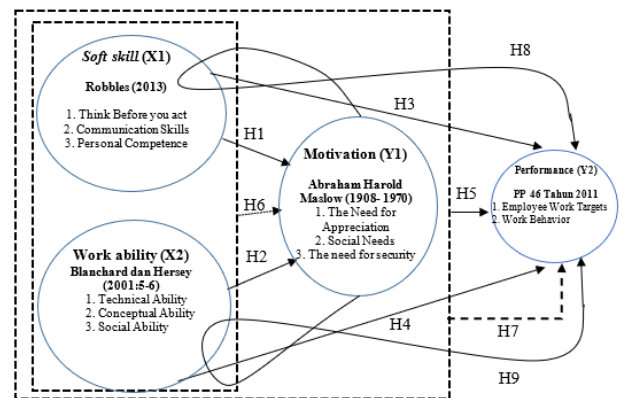 Soft skill (X1)
Robbles (2013)
1. Think Before you act
2. Communication Skills
3. Personal Competence
H1
H6
H2
Work ability (X2)
Blanchard dan Hersey
(2001:5-6)
1. Technical Ability
2. Conceptual Ability
3. Social Ability
Motivation (Y1)
Abraham Harold
Maslow (1908- 1970)
1. The Need for
Appreciation
2. Social Needs
3. The need for security
H8
H3
H5
H4
H7
H9
Performance (Y2)
PP 46 Tahun 2011
1. Employee Work Targets
2. Work Behavior